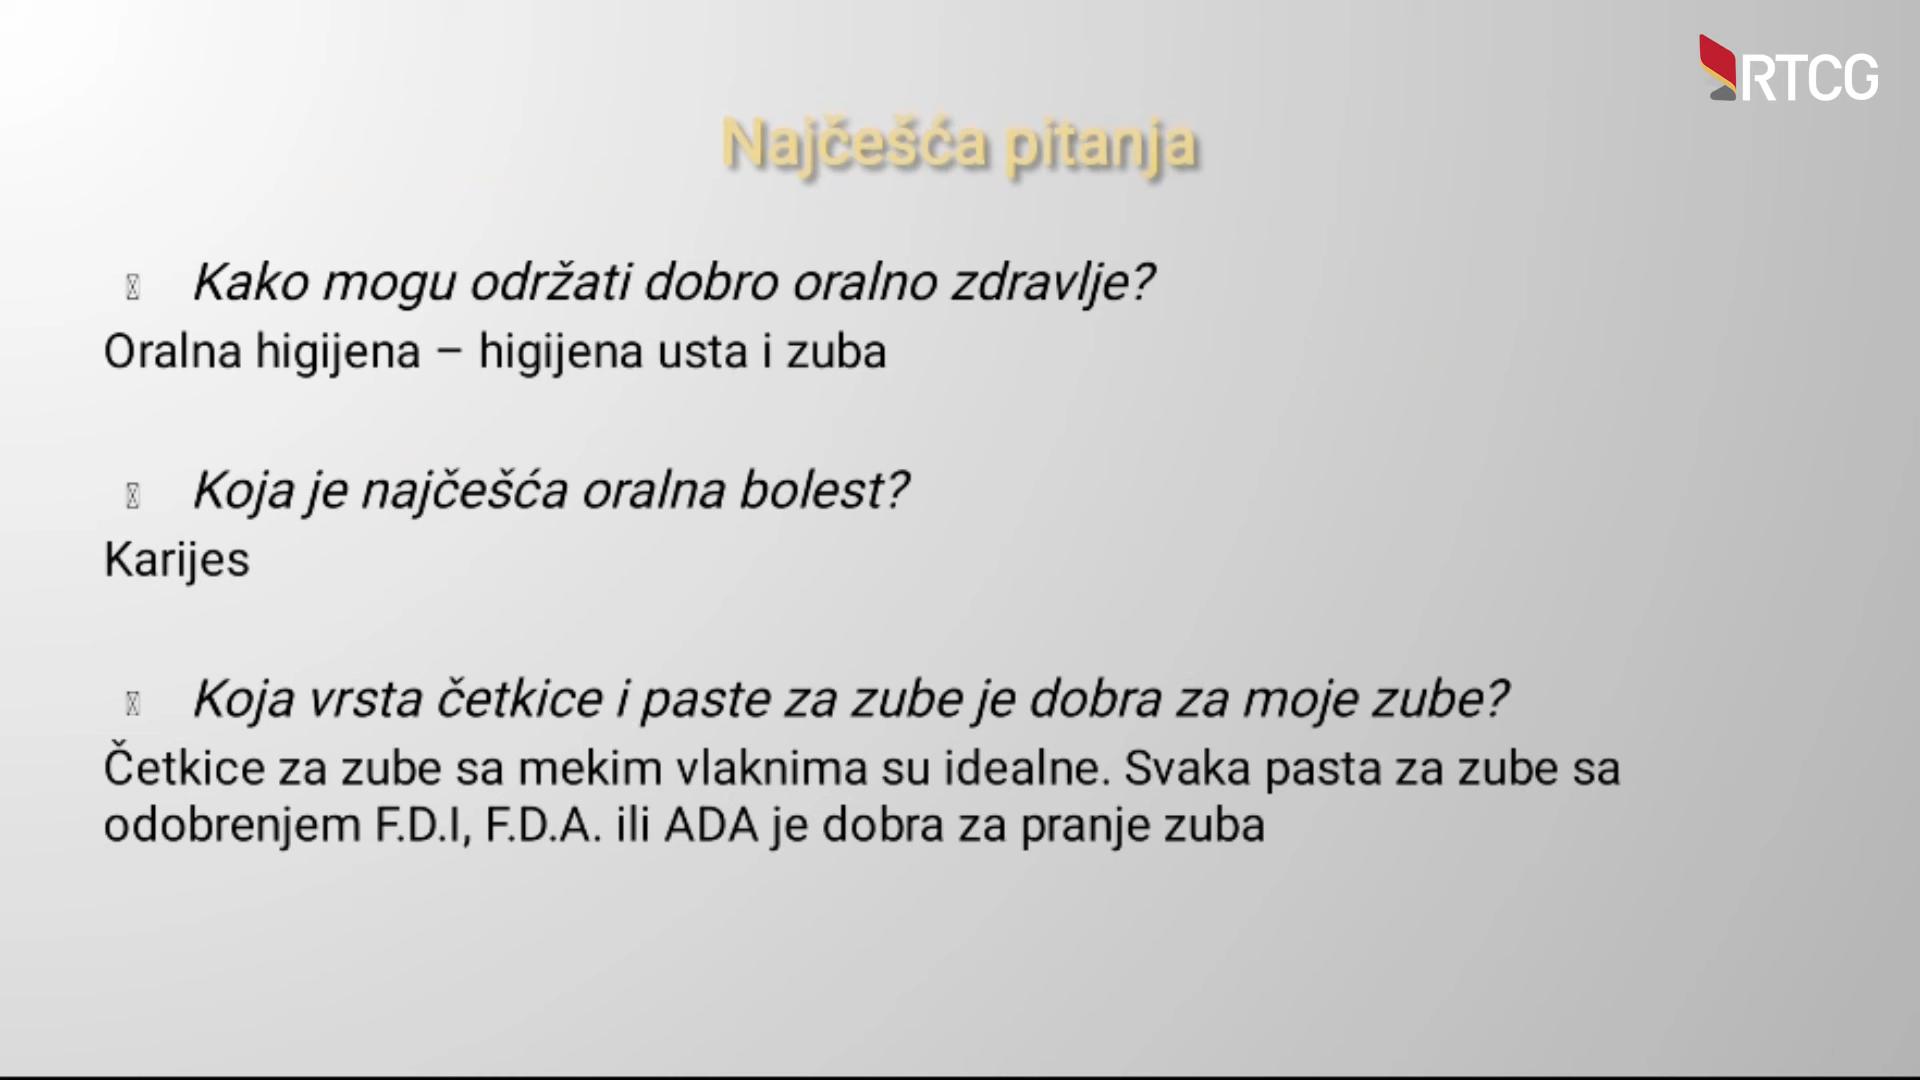 RTCG
Najčešća pitanja
Kako mogu održati dobro oralno zdravlje?
Oralna higijena – higijena usta i zuba
Koja je najčešća oralna bolest?
Karijes
Koja vrsta četkice i paste za zube je dobra za moje zube?
Četkice za zube sa mekim vlaknima su idealne. Svaka pasta za zube sa
odobrenjem F.D.I, F.D.A. ili ADA je dobra za pranje zuba